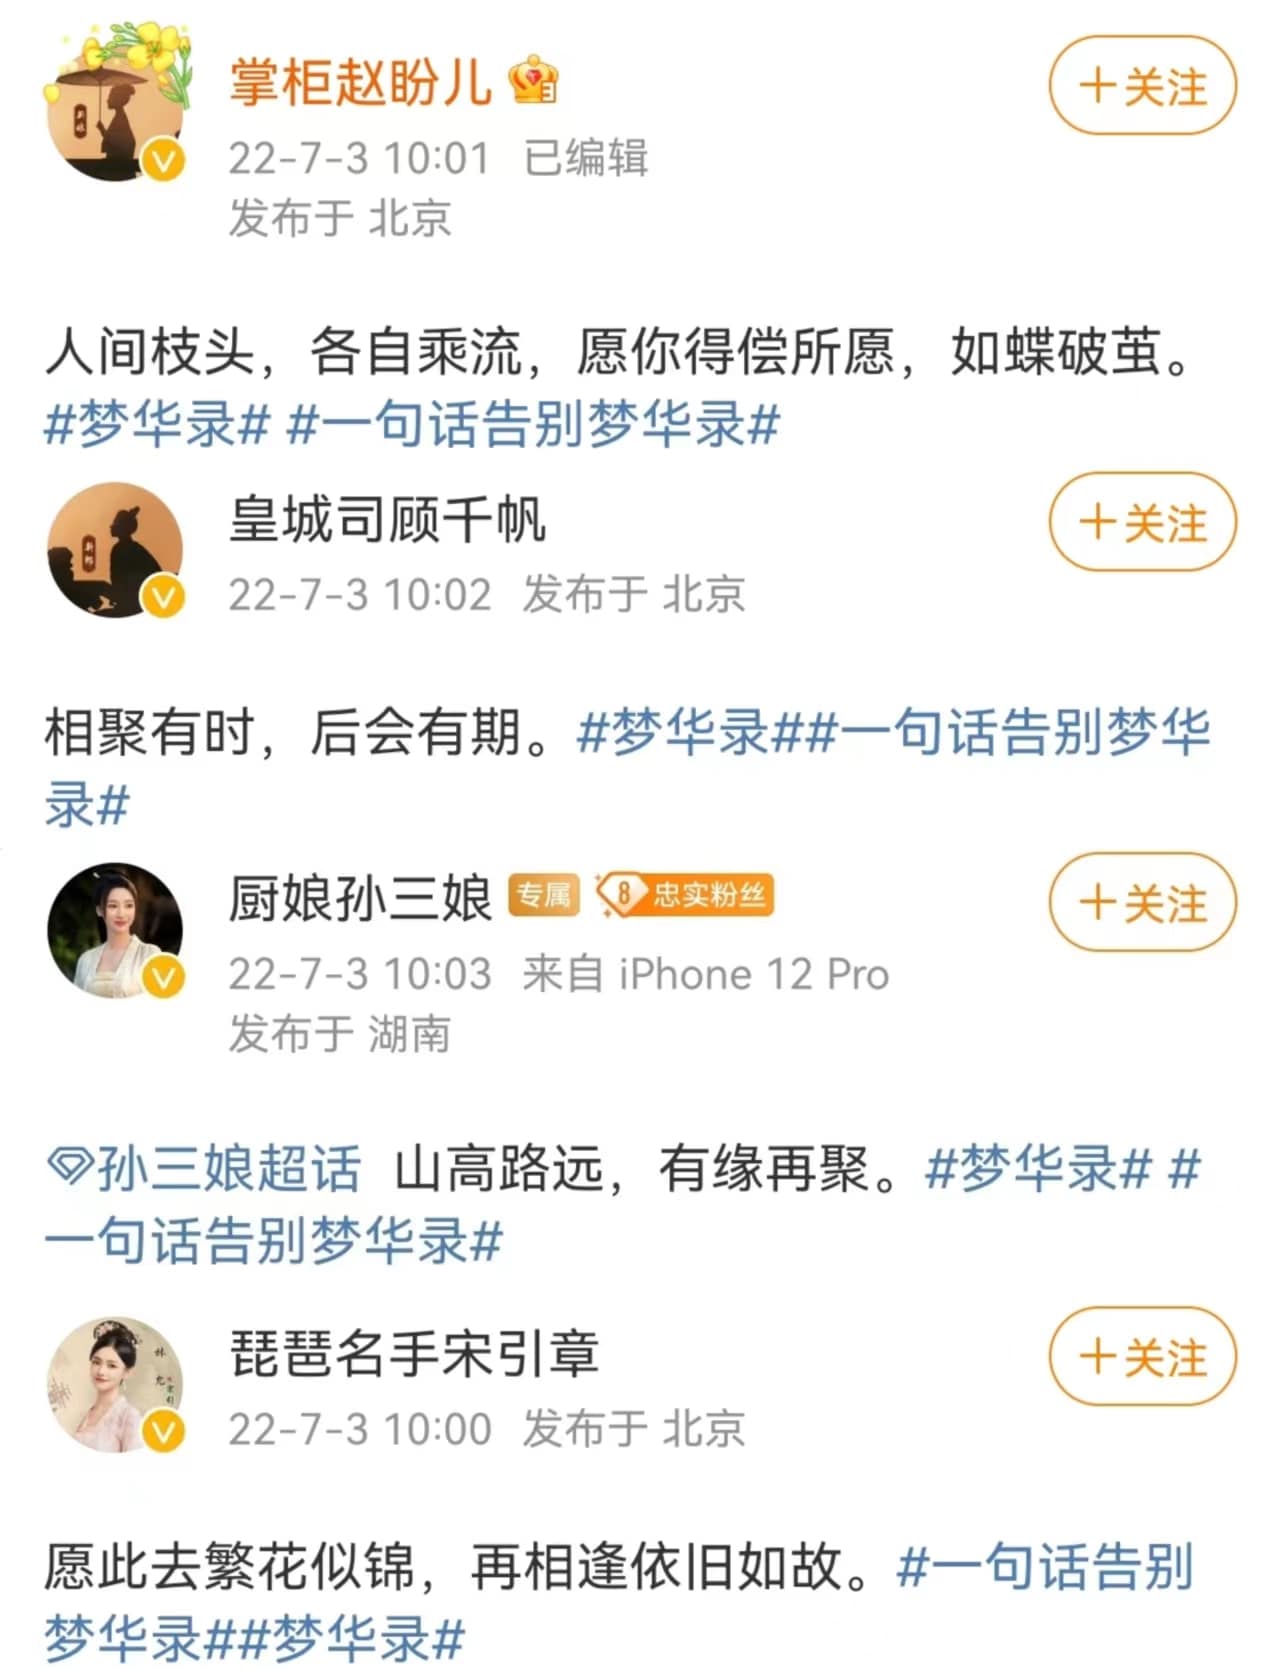 掌柜赵盼儿
+关注
22-7-3 10:01 已编辑
发布于 北京
人间枝头，各自乘流，愿你得偿所愿，如蝶破茧。
#梦华录# #一句话告别梦华录#
皇城司顾千帆
+关注
22-7-3 10:02 发布于 北京
相聚有时，后会有期。#梦华录##一句话告别梦华
录#
厨娘孙三娘 专属 8 忠实粉丝
+关注
22-7-3 10:03 来自 iPhone 12 Pro
发布于 湖南
孙三娘超话 山高路远，有缘再聚。#梦华录# #
一句话告别梦华录#
琵琶名手宋引章
+关注
22-7-3 10:00 发布于 北京
愿此去繁花似锦，再相逢依旧如故。#一句话告别
梦华录##梦华录#